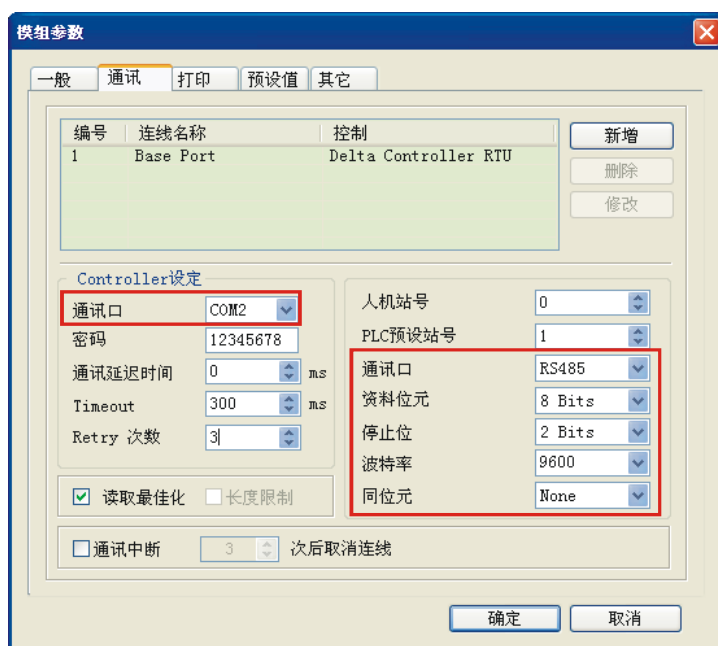 模组参数
一般 通讯 打印 预设值 其它
编号 连线名称 控制
1 Base Port Delta Controller RTU
新增
删除
修改
Controller设定
通讯口 COM2
密码 12345678
通讯延迟时间 0 ms
Timeout 300 ms
Retry 次数 3
读取最佳化 长度限制
人机站号 0
PLC预设站号 1
通讯口 RS485
资料位元 8 Bits
停止位 2 Bits
波特率 9600
同位元 None
通讯中断 3 次后取消连线
确定 取消